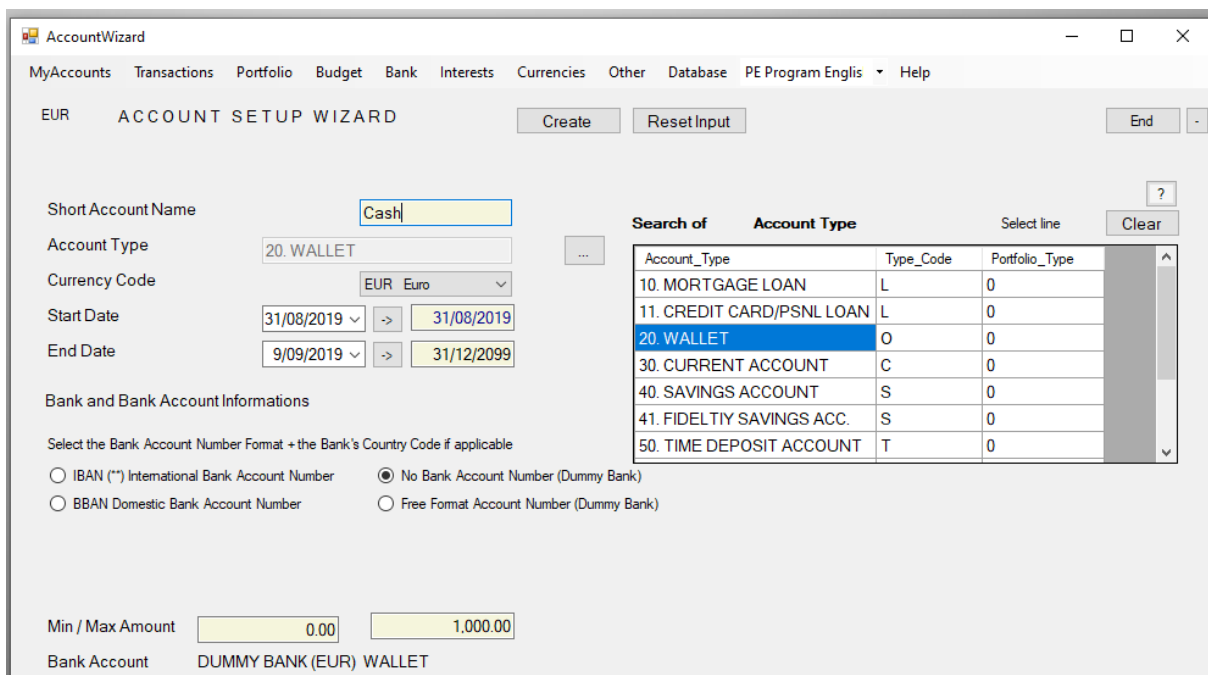 AccountWizard
MyAccounts Transactions Portfolio Budget Bank Interests Currencies Other Database PE Program Englis Help
EUR ACCOUNT SETUP WIZARD Create Reset Input End -
?
Short Account Name Cash
Search of Account Type Select line Clear
Account Type 20. WALLET ...
Account_Type Type_Code Portfolio_Type
Currency Code EUR Euro
10. MORTGAGE LOAN L 0
11. CREDIT CARD/PSNL LOAN L 0
Start Date 31/08/2019 -> 31/08/2019
20. WALLET O 0
End Date 9/09/2019 -> 31/12/2099
30. CURRENT ACCOUNT C 0
40. SAVINGS ACCOUNT S 0
Bank and Bank Account Informations
41. FIDELTIY SAVINGS ACC. S 0
Select the Bank Account Number Format + the Bank's Country Code if applicable
50. TIME DEPOSIT ACCOUNT T 0
IBAN (**) International Bank Account Number No Bank Account Number (Dummy Bank)
BBAN Domestic Bank Account Number Free Format Account Number (Dummy Bank)
Min / Max Amount 0.00 1,000.00
Bank Account DUMMY BANK (EUR) WALLET